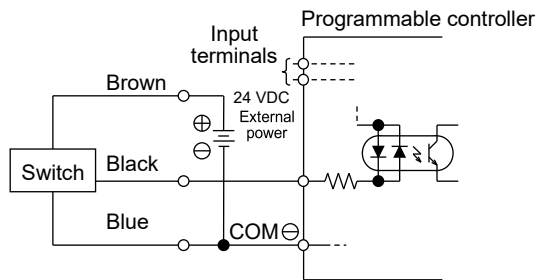 Programmable controller
Input
terminals
Brown
24 VDC
External
power
⊕
⊖
Switch
Black
Blue
COM⊖